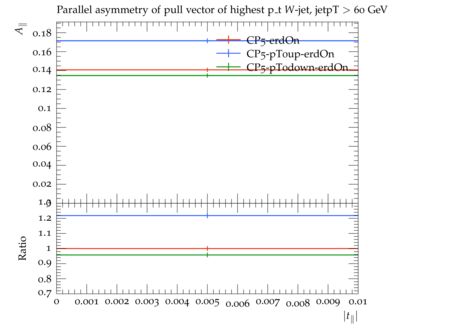 Parallel asymmetry of pull vector of highest p_t W-jet, jetpT > 60 GeV
A∥
0.18
0.16
0.14
0.12
0.1
0.08
0.06
0.04
0.02
CP5-erdOn
CP5-pToup-erdOn
CP5-pTodown-erdOn
1.2
1.1
1
0.9
0.8
0.7
Ratio
0 0.001 0.002 0.003 0.004 0.005 0.006 0.007 0.008 0.009 0.01
|t∥|